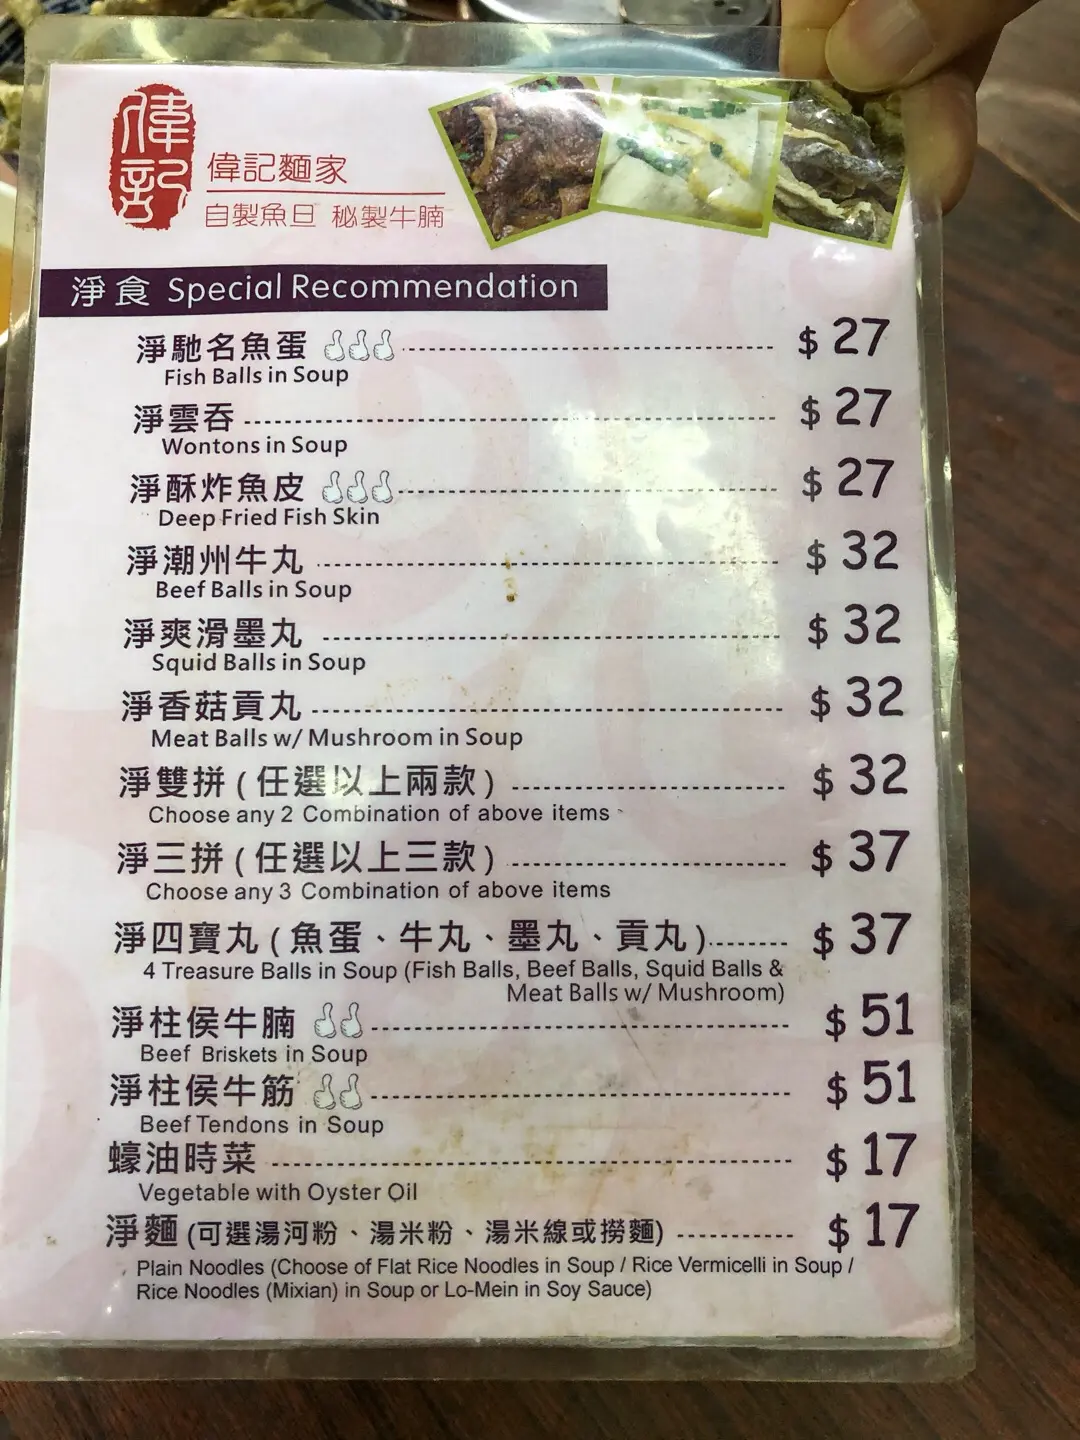 偉記
偉記麵家
自製魚旦 秘製牛腩
淨食 Special Recommendation
淨馳名魚蛋 $ 27
Fish Balls in Soup
淨雲吞 $ 27
Wontons in Soup
淨酥炸魚皮 $ 27
Deep Fried Fish Skin
淨潮州牛丸 $ 32
Beef Balls in Soup
淨爽滑墨丸 $ 32
Squid Balls in Soup
淨香菇貢丸 $ 32
Meat Balls w/ Mushroom in Soup
淨雙拼 (任選以上兩款) $ 32
Choose any 2 Combination of above items
淨三拼 (任選以上三款) $ 37
Choose any 3 Combination of above items
淨四寶丸 (魚蛋、牛丸、墨丸、貢丸) $ 37
4 Treasure Balls in Soup (Fish Balls, Beef Balls, Squid Balls &
Meat Balls w/ Mushroom)
淨柱侯牛腩 $ 51
Beef Briskets in Soup
淨柱侯牛筋 $ 51
Beef Tendons in Soup
蠔油時菜 $ 17
Vegetable with Oyster Oil
淨麵 (可選湯河粉、湯米粉、湯米線或撈麵) $ 17
Plain Noodles (Choose of Flat Rice Noodles in Soup / Rice Vermicelli in Soup /
Rice Noodles (Mixian) in Soup or Lo-Mein in Soy Sauce)